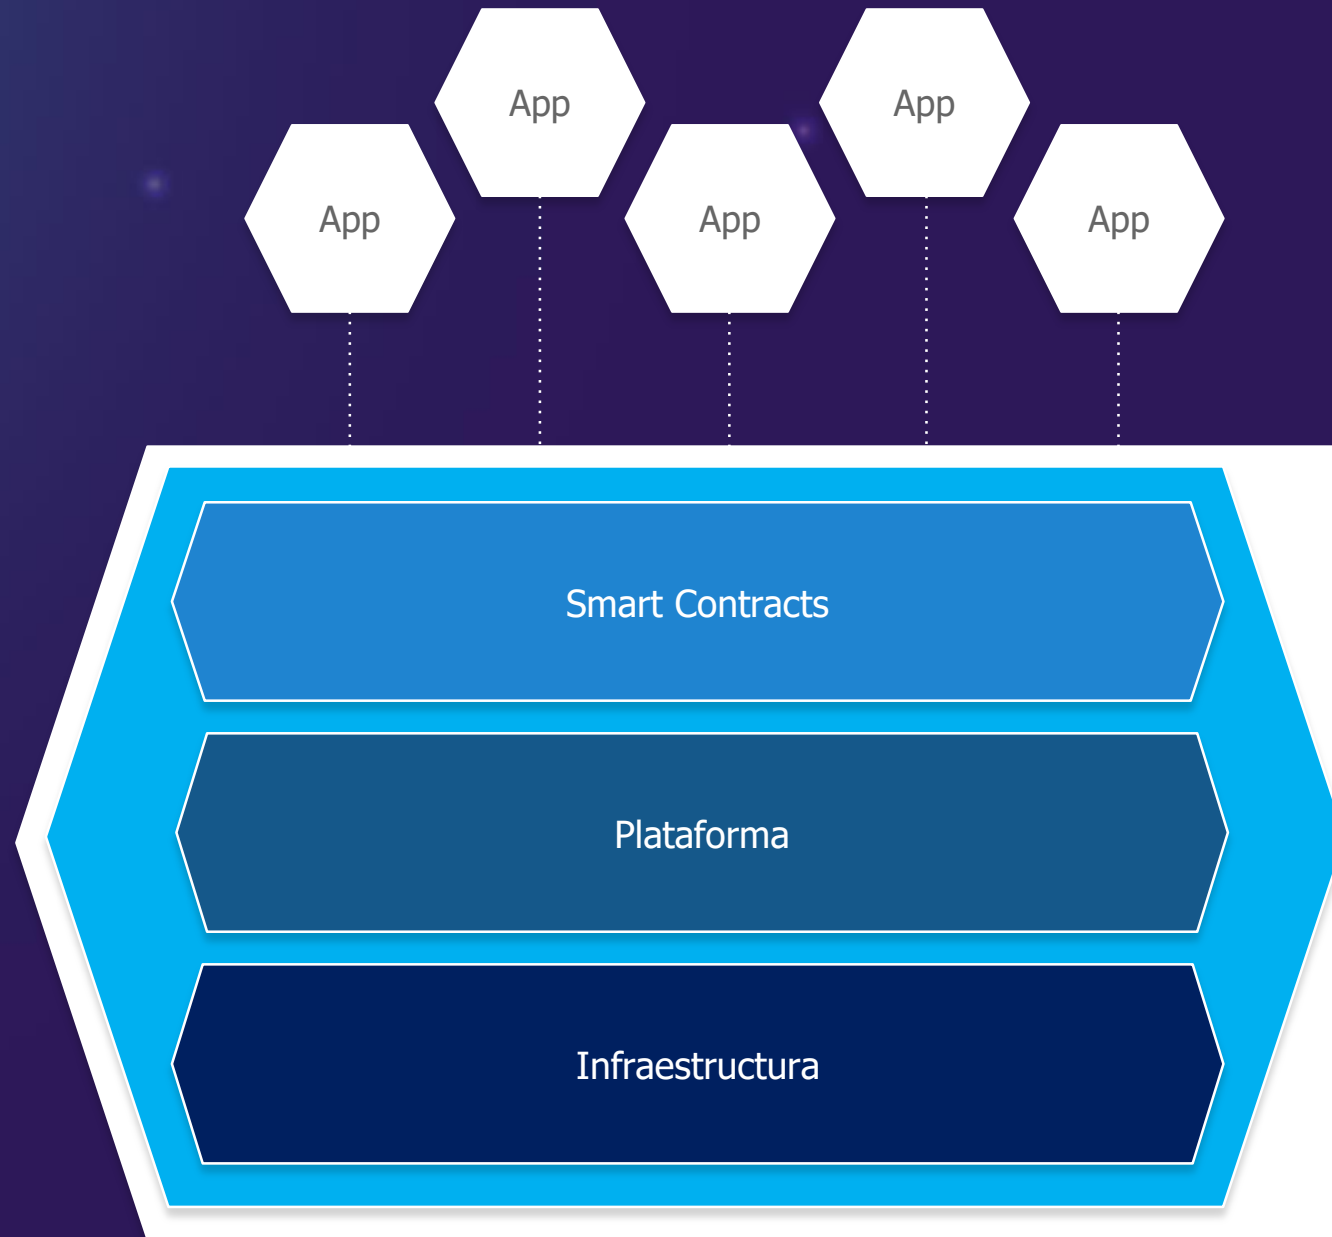 App
App
App
App
App
Smart Contracts
Plataforma
Infraestructura